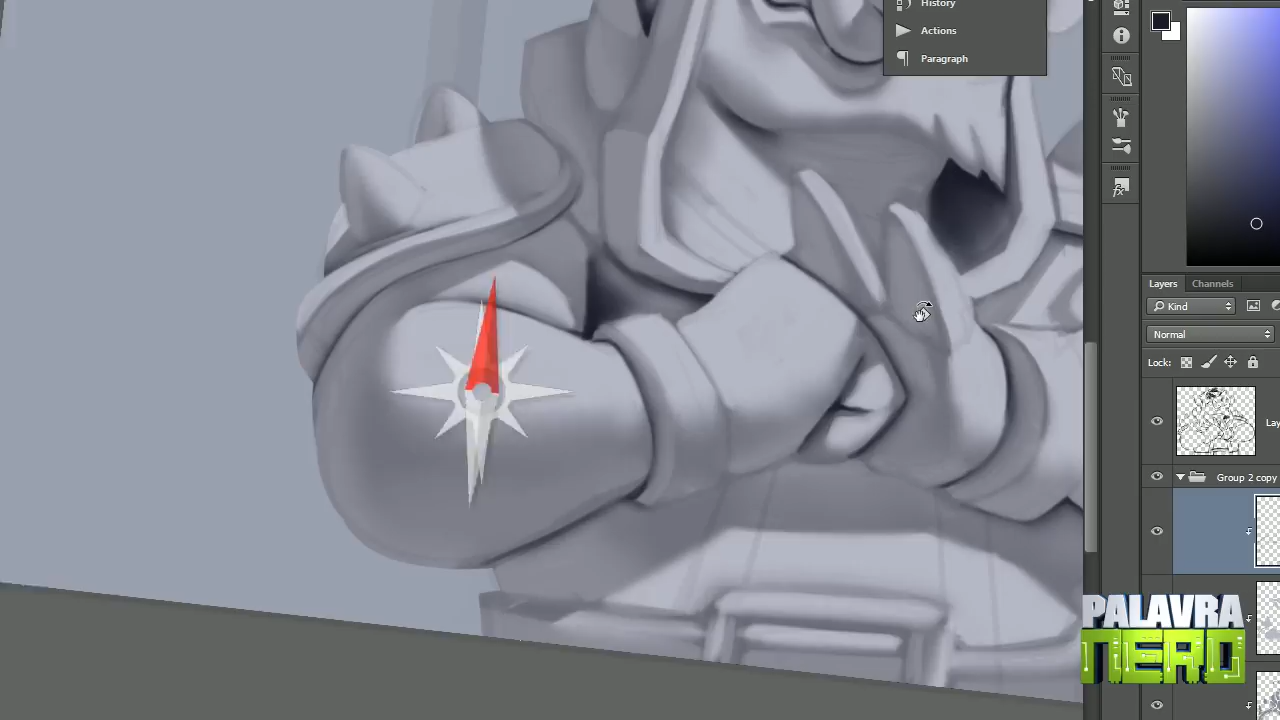 History
Actions
Paragraph
Layers
Channels
Kind
Normal
Lock:
Group 2 copy
PALAVRA
NERD